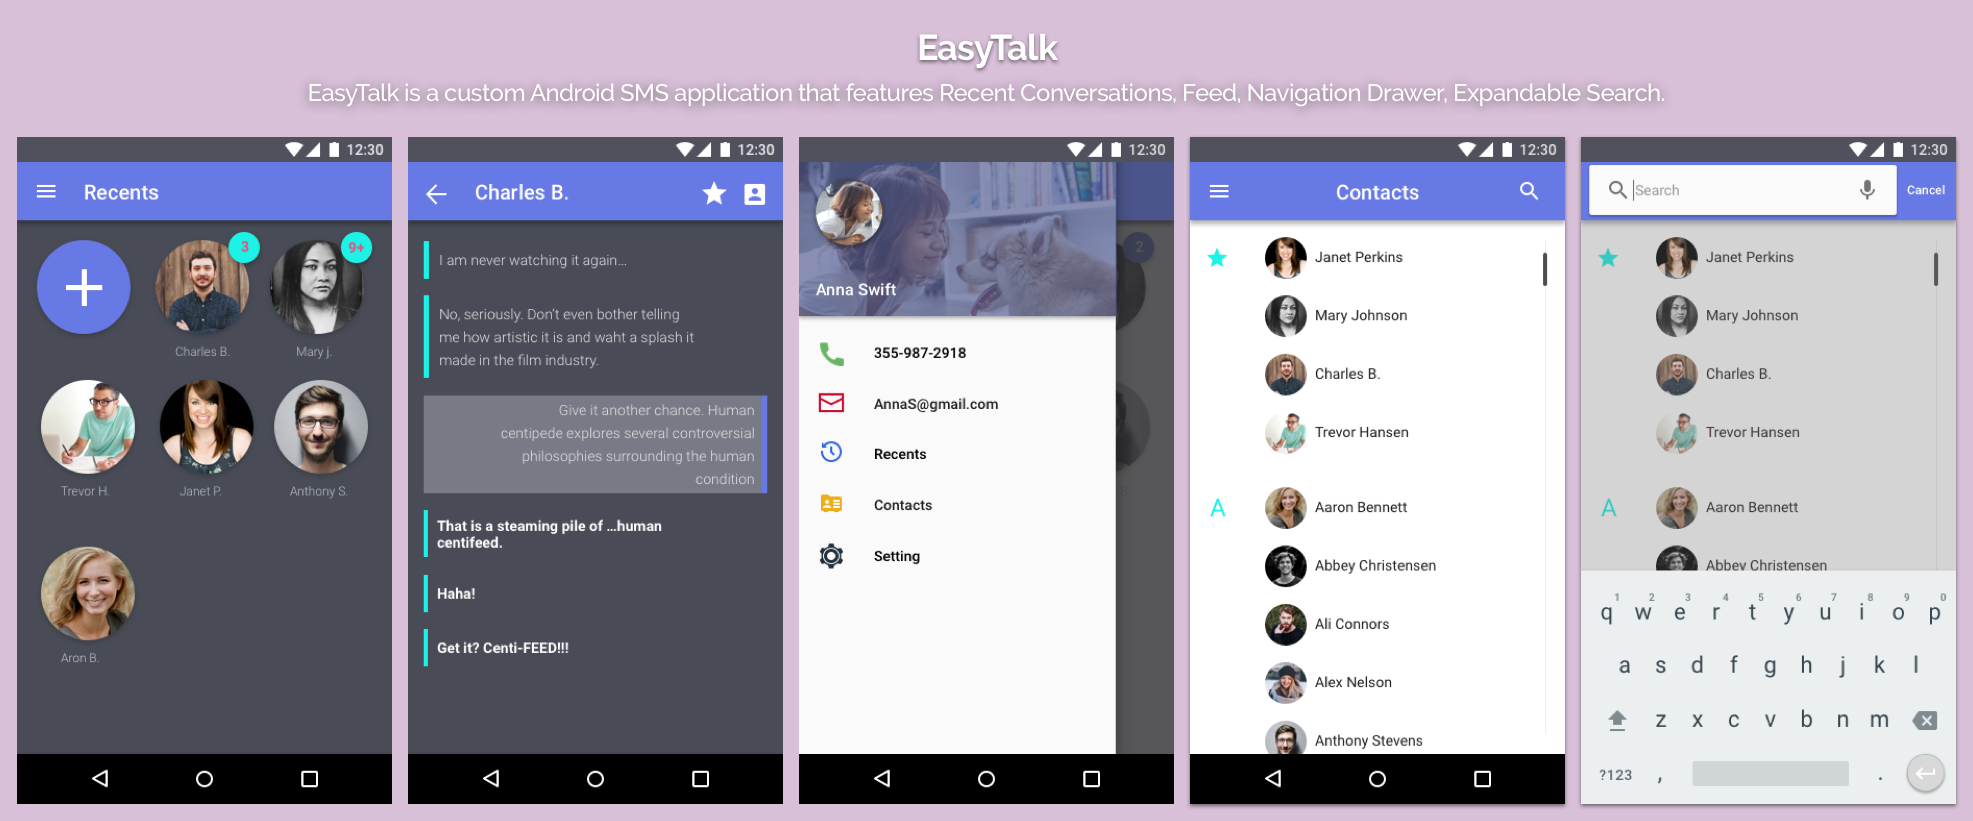 EasyTalk
EasyTalk is a custom Android SMS application that features Recent Conversations, Feed, Navigation Drawer, Expandable Search.
12:30
Recents
3
9+
Charles B.
Mary j.
Trevor H.
Janet P.
Anthony S.
Aron B.
12:30
Charles B.
I am never watching it again...
No, seriously. Don't even bother telling
me how artistic it is and waht a splash it
made in the film industry.
Give it another chance. Human
centipede explores several controversial
philosophies surrounding the human
condition
That is a steaming pile of ...human
centifeed.
Haha!
Get it? Centi-FEED!!!
12:30
2
Anna Swift
355-987-2918
AnnaS@gmail.com
Recents
Contacts
Setting
12:30
Contacts
Janet Perkins
Mary Johnson
Charles B.
Trevor Hansen
A
Aaron Bennett
Abbey Christensen
Ali Connors
Alex Nelson
Anthony Stevens
12:30
Search
Cancel
Janet Perkins
Mary Johnson
Charles B.
Trevor Hansen
A
Aaron Bennett
Abbey Christensen
1 2 3 4 5 6 7 8 9 0
q w e r t y u i o p
a s d f g h j k l
z x c v b n m
?123 , .